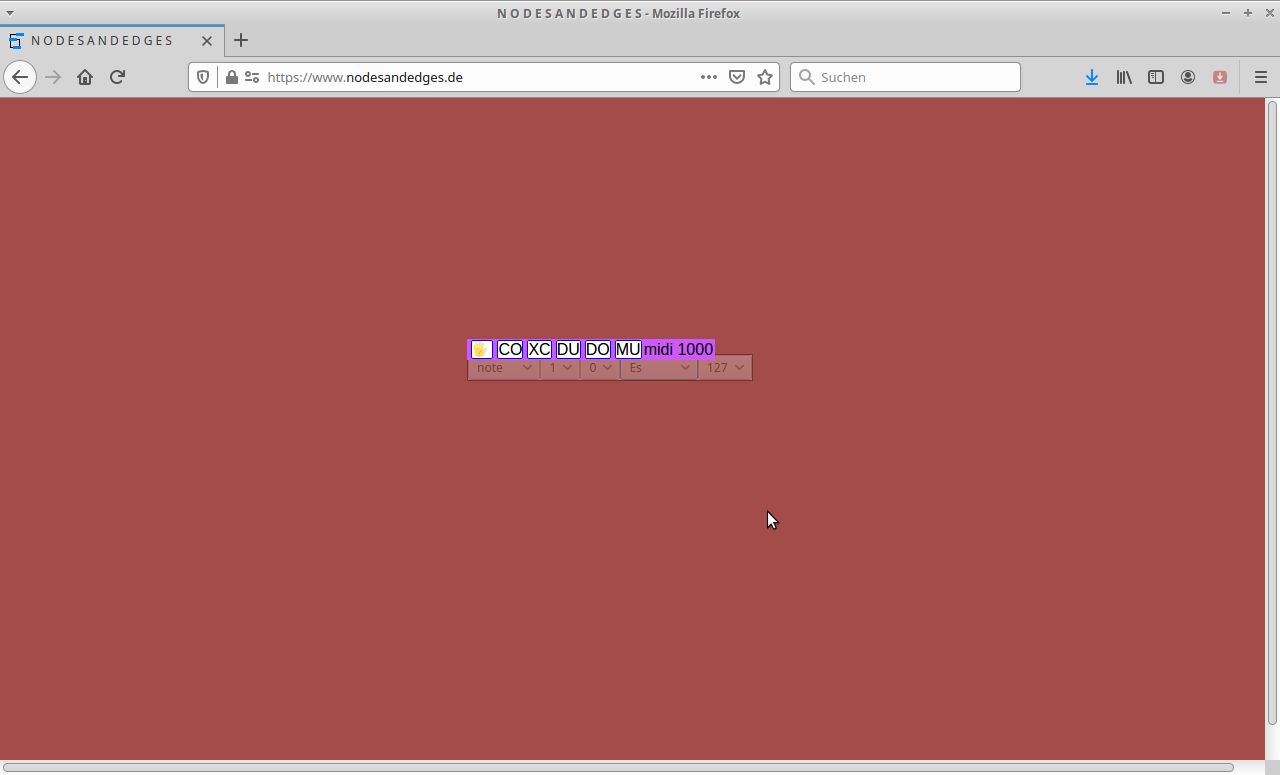 N O D E S A N D E D G E S - Mozilla Firefox
N O D E S A N D E D G E S
https://www.nodesandedges.de
Suchen
CO XC DU DO MU midi 1000
note 1 0 Es 127